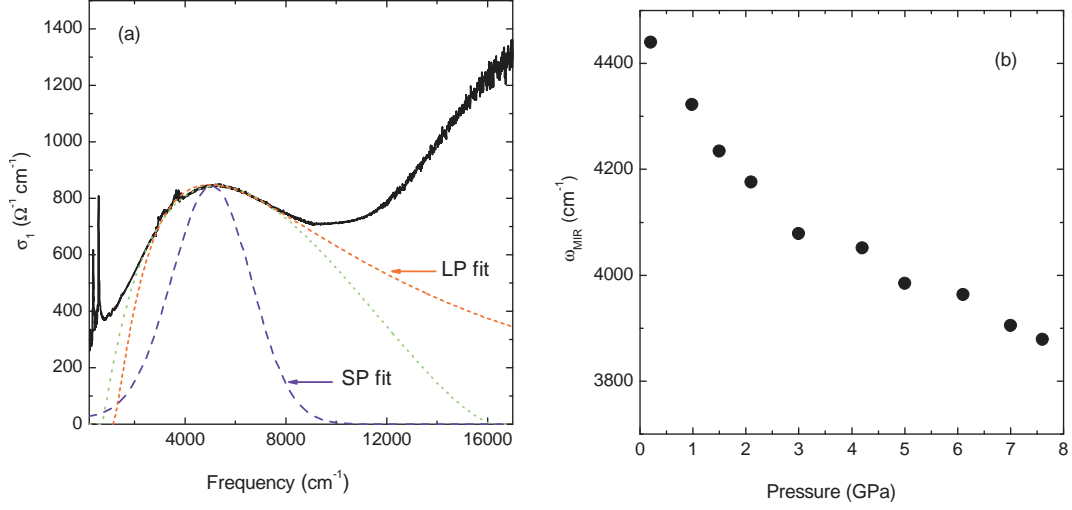 (a)
1400
1200
1000
800
600
400
200
0
σ₁ (Ω⁻¹ cm⁻¹)
LP fit
SP fit
4000 8000 12000 16000
Frequency (cm⁻¹)
(b)
4400
4200
4000
3800
ω_MIR (cm⁻¹)
0 1 2 3 4 5 6 7 8
Pressure (GPa)